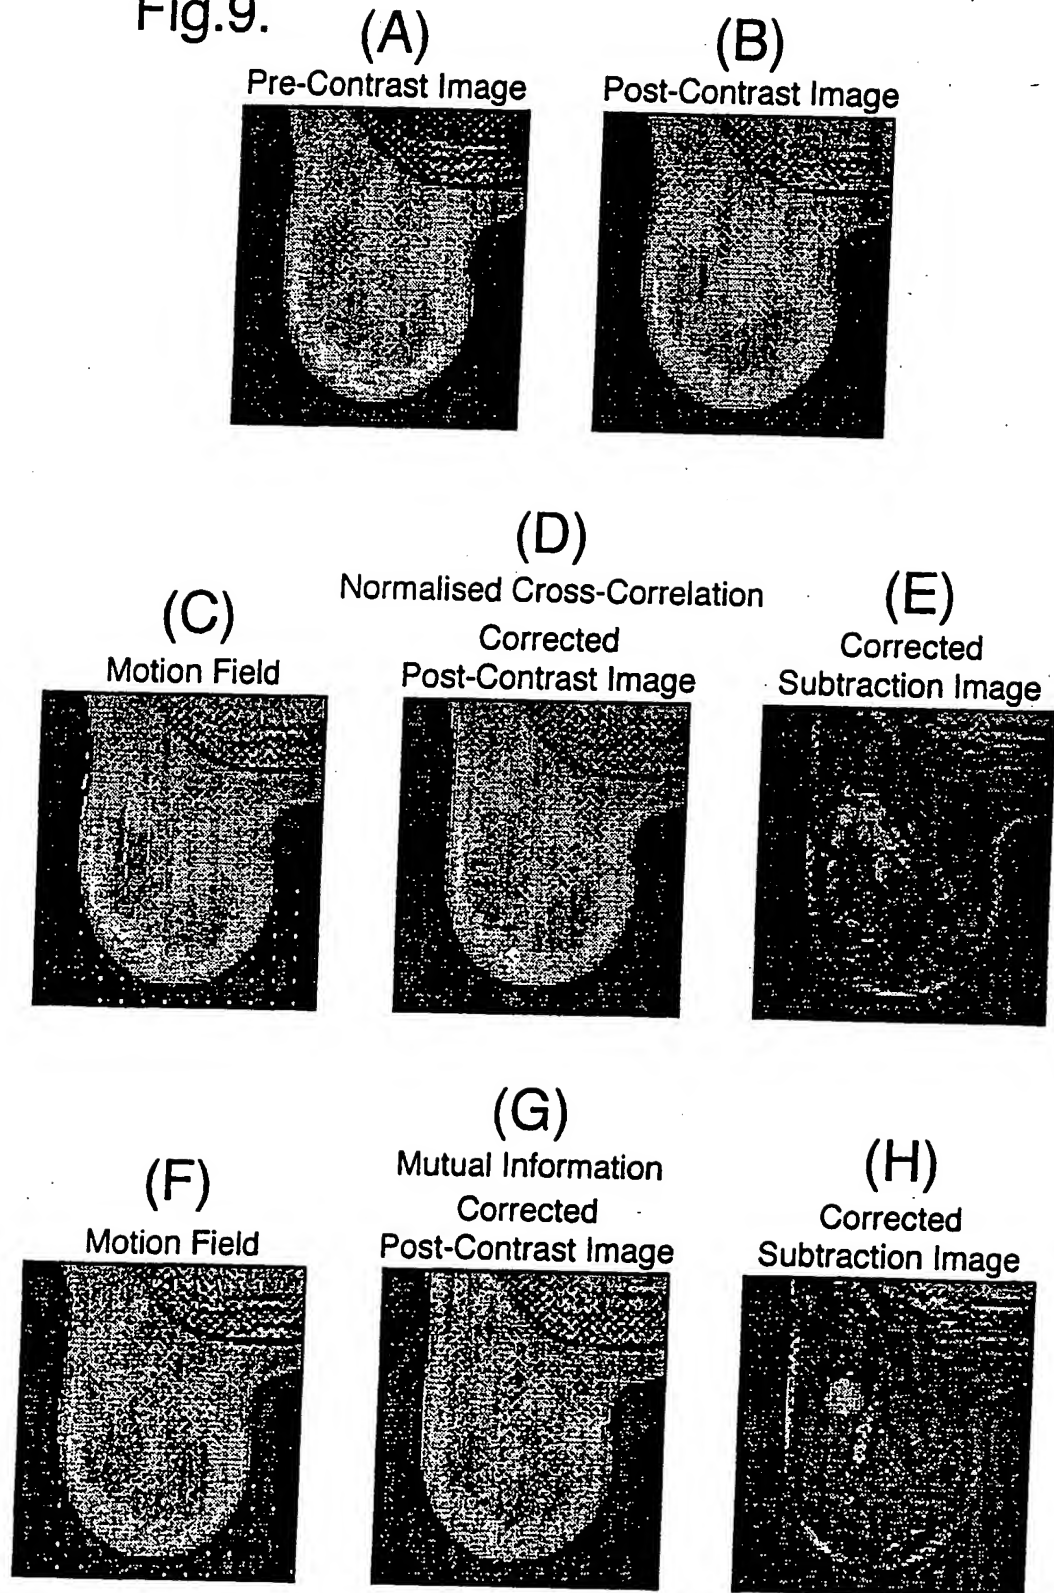 Fig.9.
(A)
Pre-Contrast Image
(B)
Post-Contrast Image
(C)
Motion Field
(D)
Normalised Cross-Correlation
Corrected
Post-Contrast Image
(E)
Corrected
Subtraction Image
(F)
Motion Field
(G)
Mutual Information
Corrected
Post-Contrast Image
(H)
Corrected
Subtraction Image